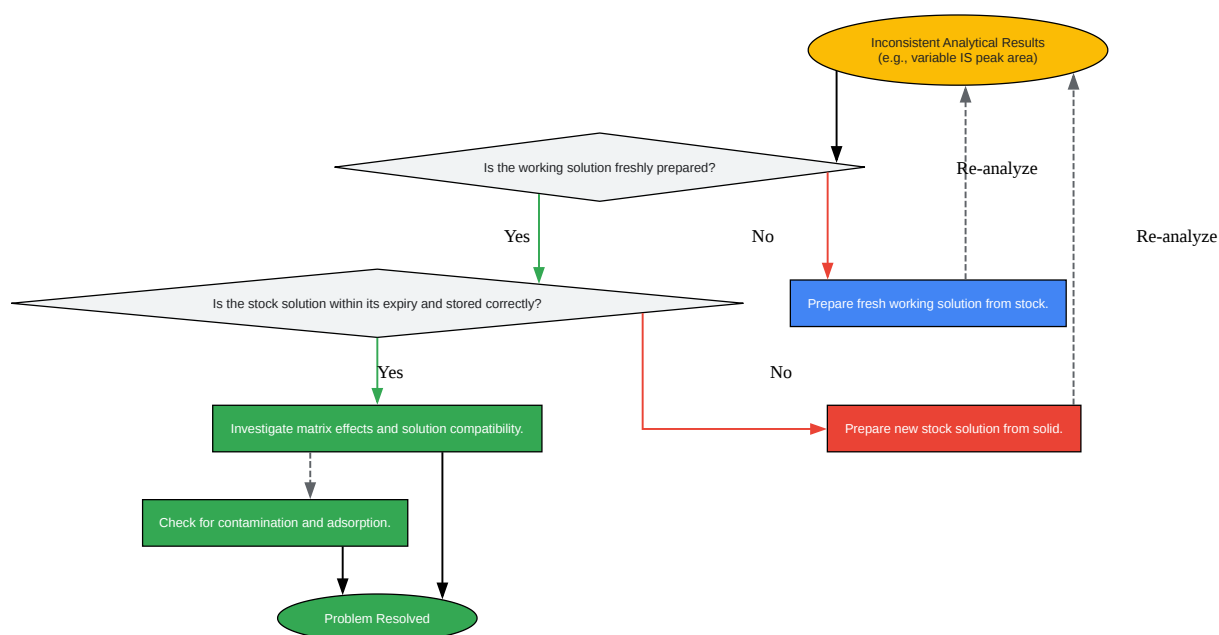 Inconsistent Analytical Results
(e.g., variable IS peak area)
Is the working solution freshly prepared?
Re-analyze
Yes
No
Re-analyze
Is the stock solution within its expiry and stored correctly?
Prepare fresh working solution from stock.
Yes
No
Investigate matrix effects and solution compatibility.
Prepare new stock solution from solid.
Check for contamination and adsorption.
Problem Resolved